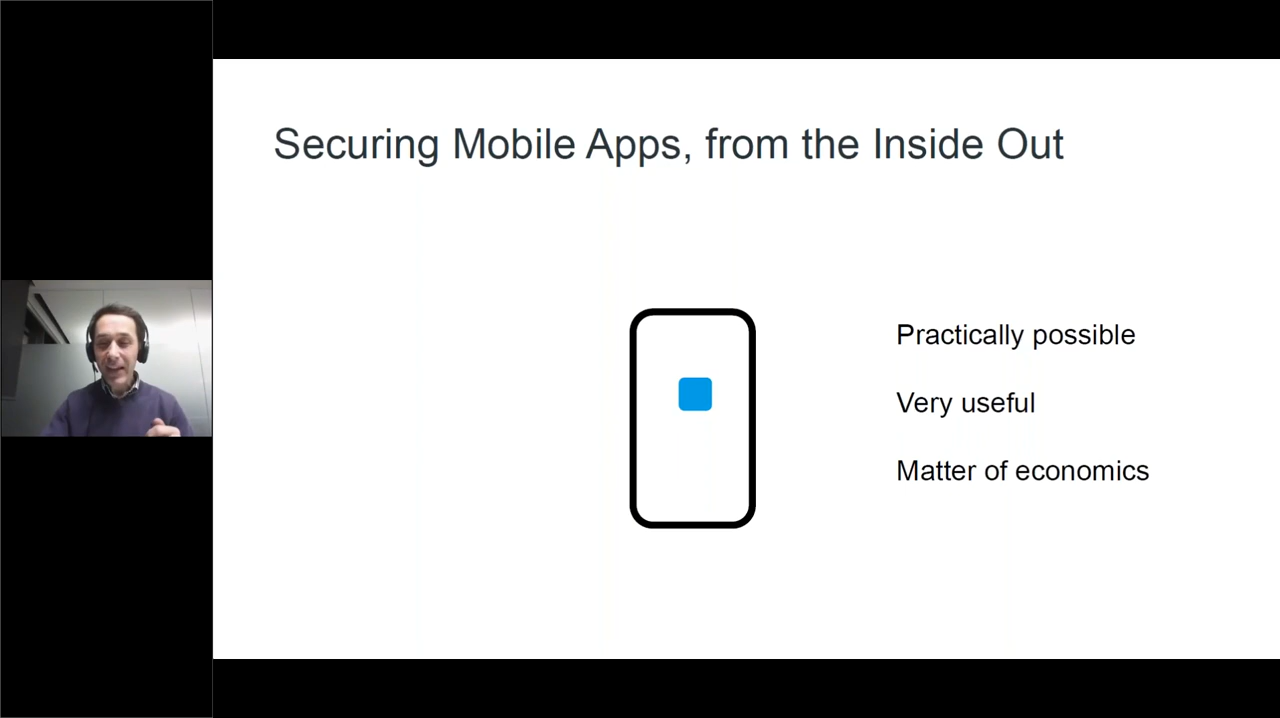 Securing Mobile Apps, from the Inside Out
Practically possible
Very useful
Matter of economics